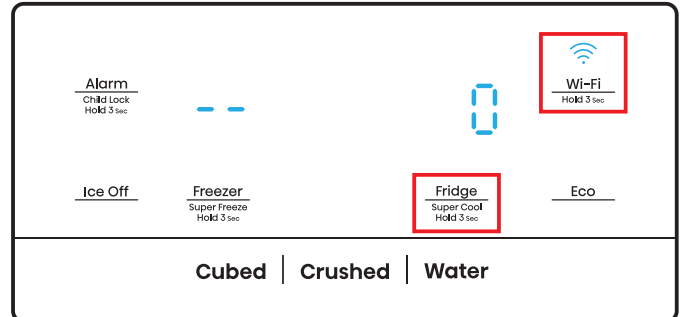 Alarm
Child Lock
Hold 3 Sec
-- 0
Wi-Fi
Hold 3 Sec
Ice Off
Freezer
Super Freeze
Hold 3 Sec
Fridge
Super Cool
Hold 3 Sec
Eco
Cubed | Crushed | Water